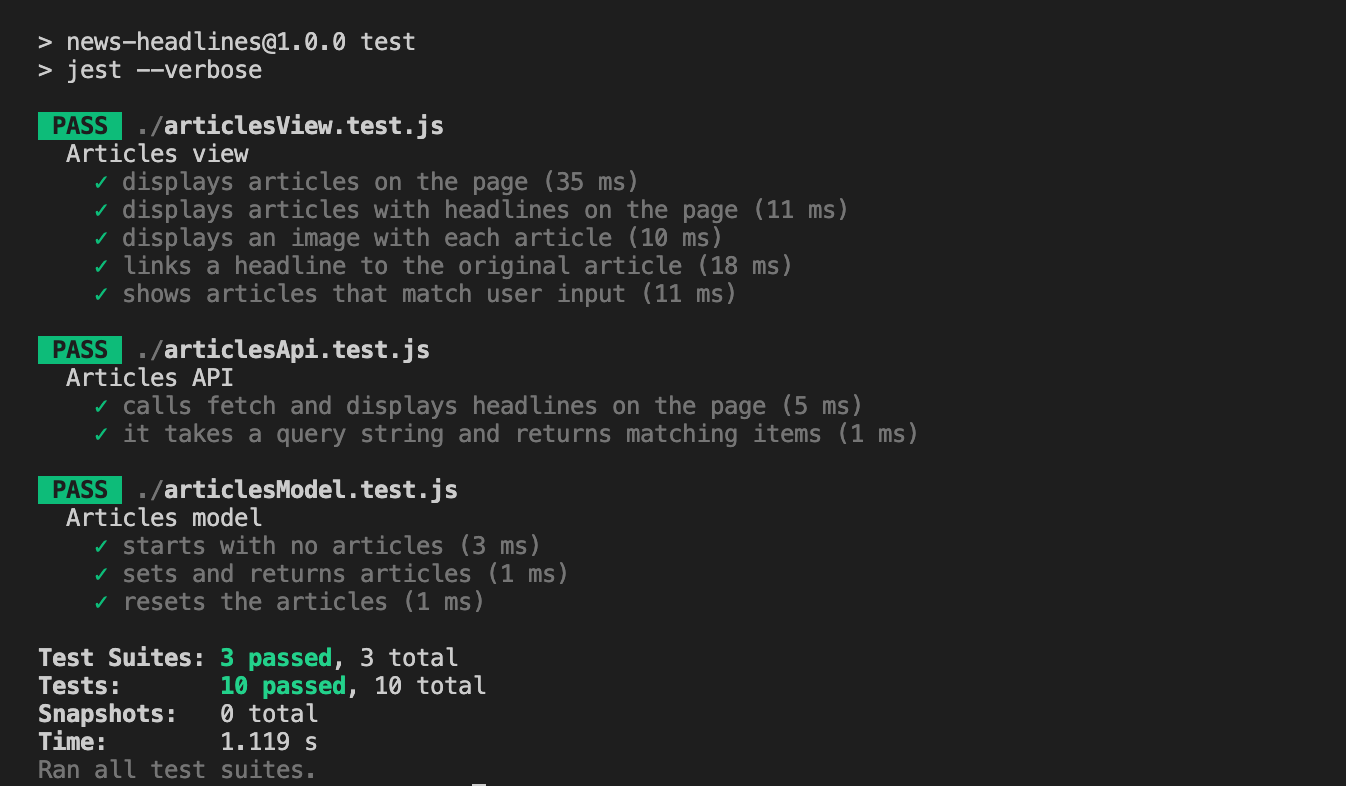 > news-headlines@1.0.0 test
> jest --verbose
PASS ./articlesView.test.js
Articles view
✓ displays articles on the page (35 ms)
✓ displays articles with headlines on the page (11 ms)
✓ displays an image with each article (10 ms)
✓ links a headline to the original article (18 ms)
✓ shows articles that match user input (11 ms)
PASS ./articlesApi.test.js
Articles API
✓ calls fetch and displays headlines on the page (5 ms)
✓ it takes a query string and returns matching items (1 ms)
PASS ./articlesModel.test.js
Articles model
✓ starts with no articles (3 ms)
✓ sets and returns articles (1 ms)
✓ resets the articles (1 ms)
Test Suites: 3 passed, 3 total
Tests: 10 passed, 10 total
Snapshots: 0 total
Time: 1.119 s
Ran all test suites.